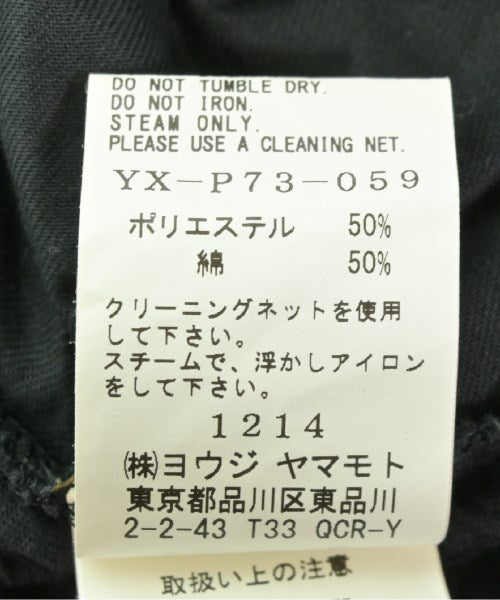 DO NOT TUMBLE DRY.
DO NOT IRON.
STEAM ONLY.
PLEASE USE A CLEANING NET.
YX-P73-059
ポリエステル 50%
綿 50%
クリーニングネットを使用
して下さい。
スチームで、浮かしアイロン
をして下さい。
1214
㈱ヨウジ ヤマモト
東京都品川区東品川
2-2-43 T33 QCR-Y
取扱い上の注意